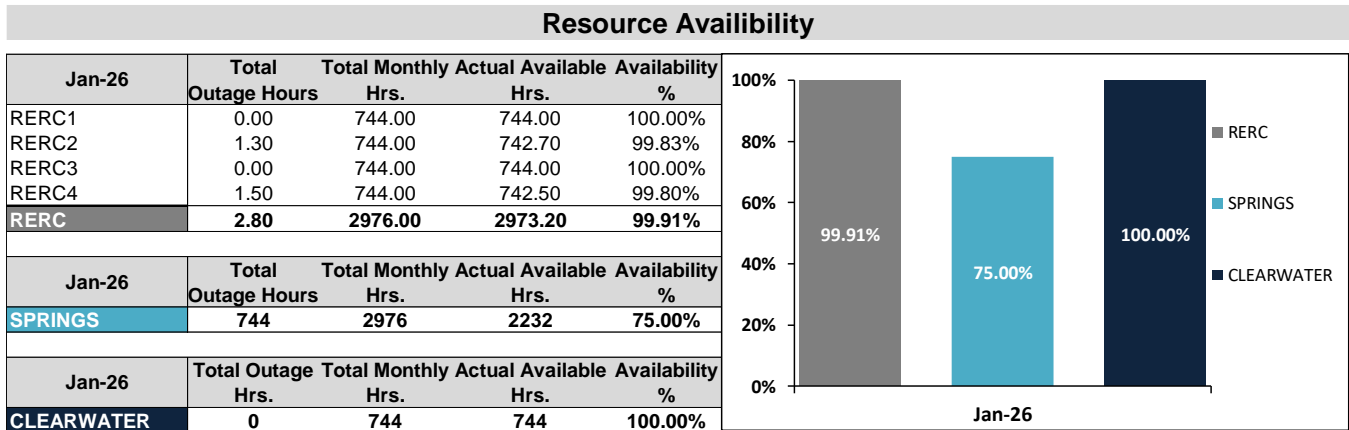 Resource Availibility
Jan-26 Total Outage Hours Total Monthly Hrs. Actual Available Hrs. Availability %
RERC1 0.00 744.00 744.00 100.00%
RERC2 1.30 744.00 742.70 99.83%
RERC3 0.00 744.00 744.00 100.00%
RERC4 1.50 744.00 742.50 99.80%
RERC 2.80 2976.00 2973.20 99.91%
Jan-26 Total Outage Hours Total Monthly Hrs. Actual Available Hrs. Availability %
SPRINGS 744 2976 2232 75.00%
Jan-26 Total Outage Hrs. Total Monthly Hrs. Actual Available Hrs. Availability %
CLEARWATER 0 744 744 100.00%
100%
80%
60%
40%
20%
0%
99.91%
75.00%
100.00%
Jan-26
RERC
SPRINGS
CLEARWATER